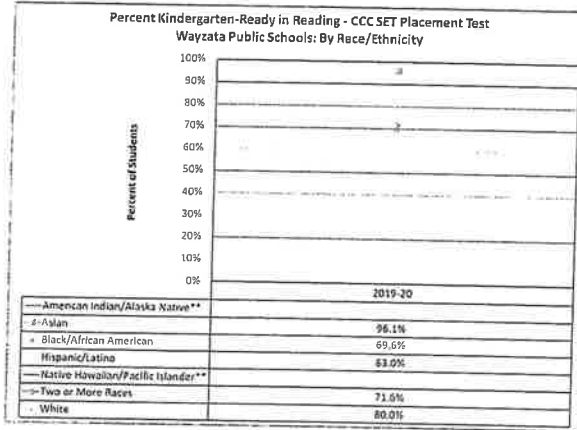 Percent Kindergarten-Ready in Reading - CCC SET Placement Test
Wayzata Public Schools: By Race/Ethnicity
100%
90%
80%
70%
60%
50%
40%
30%
20%
10%
0%
Percent of Students
2019-20
American Indian/Alaska Native**
Asian 96.1%
Black/African American 69.6%
Hispanic/Latino 63.0%
Native Hawaiian/Pacific Islander**
Two or More Races 71.6%
White 80.0%